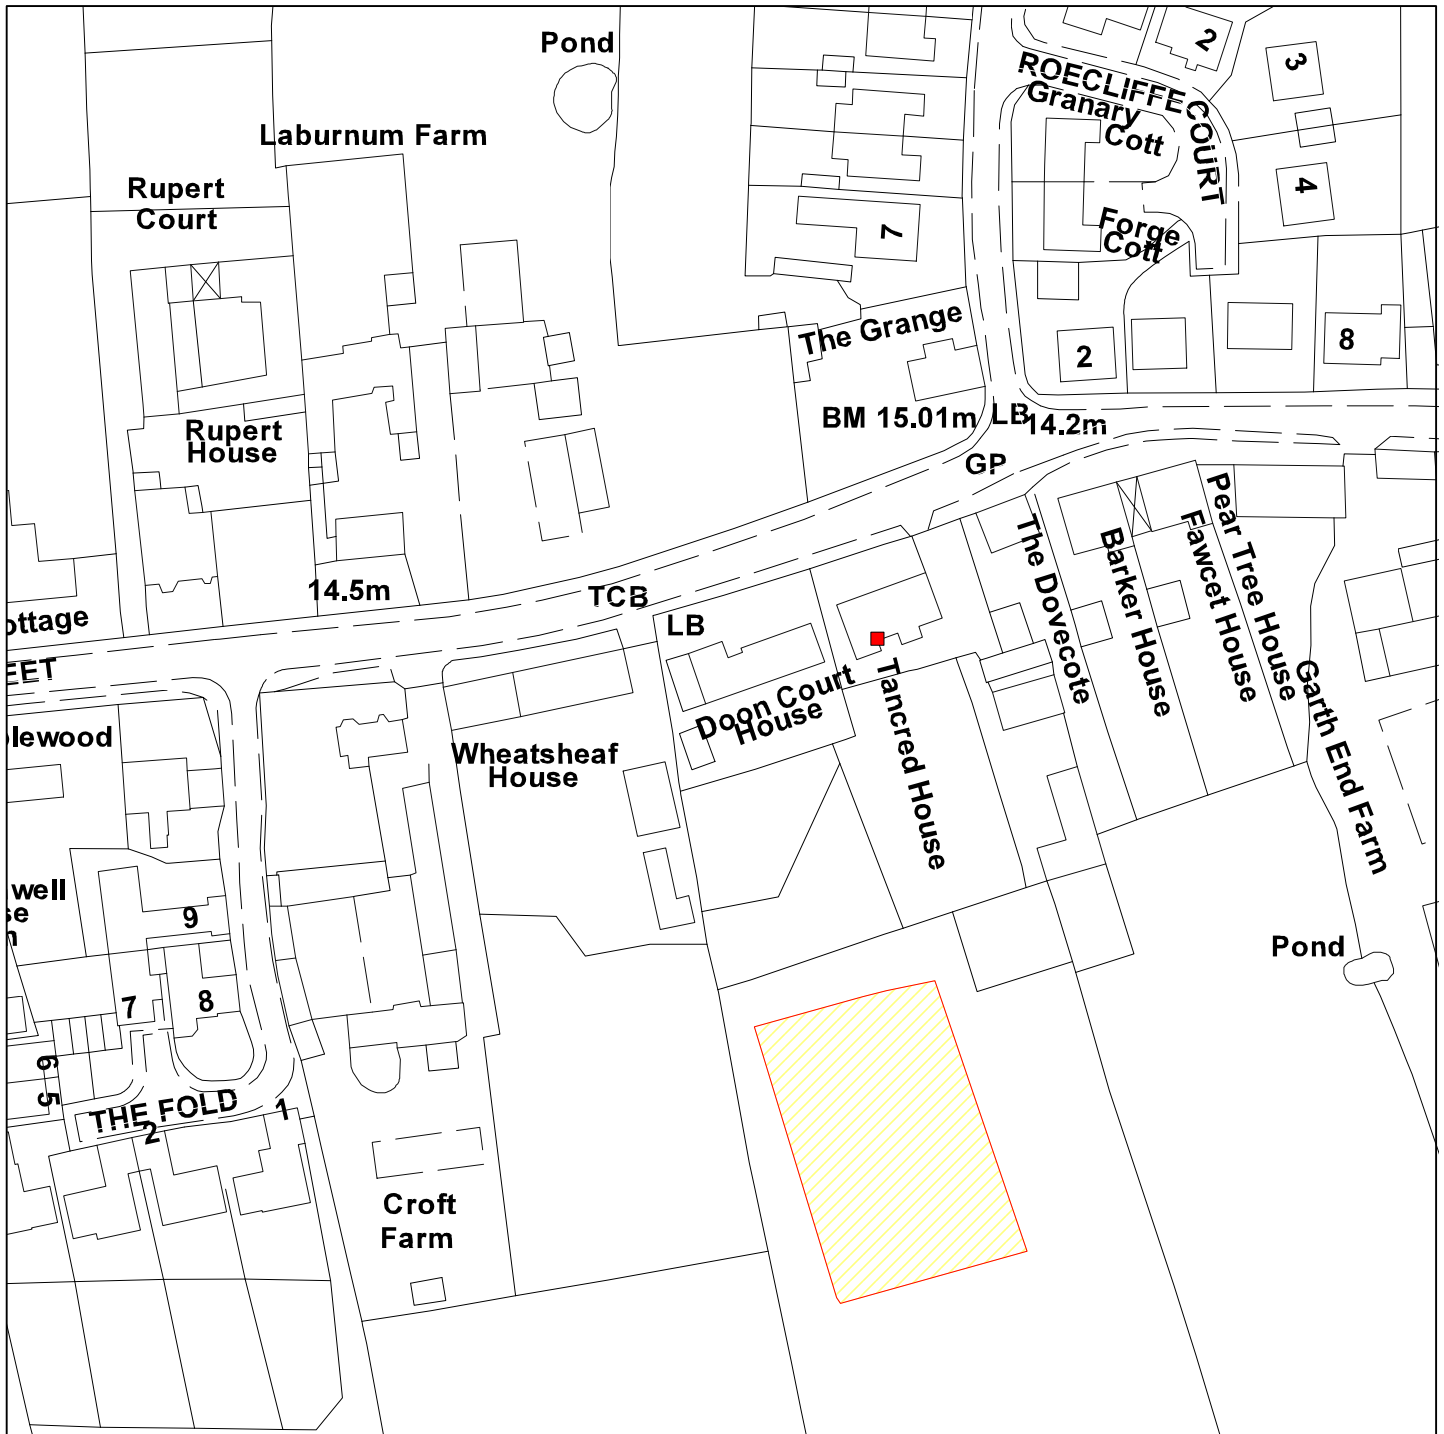 Pond
2
3
ROECLIFFE COURT
Granary
Cott
Laburnum Farm
Rupert
Court
4
Forge
Cott
7
The Grange
2
8
BM 15.01m
LB
14.2m
Rupert
House
GP
Pear Tree House
Fawcet House
Barker House
The Dovecote
14.5m
TCB
LB
ottage
EET
Tancred House
Doon Court
House
Garth End Farm
lewood
Wheatsheaf
House
well
se
9
Pond
7
8
6
5
THE FOLD
1
2
Croft
Farm